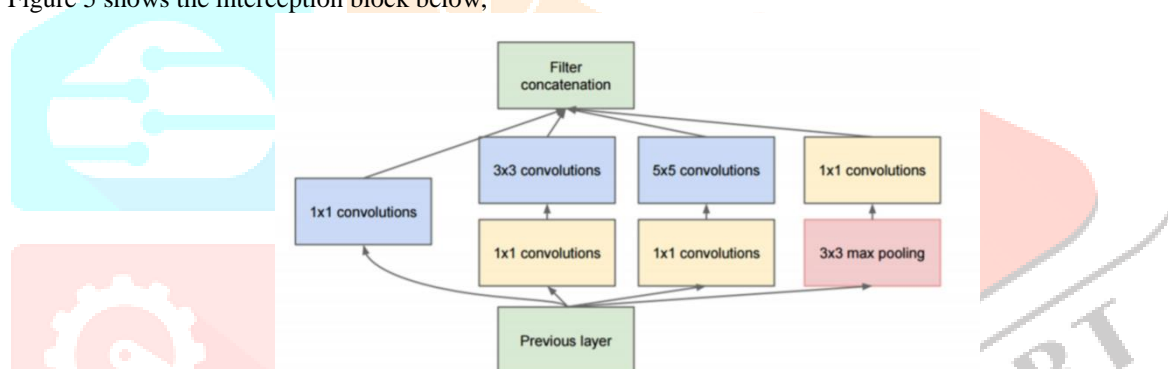 Figure 5 shows the interception block below,
Filter
concatenation
3x3 convolutions
5x5 convolutions
1x1 convolutions
1x1 convolutions
1x1 convolutions
1x1 convolutions
3x3 max pooling
Previous layer